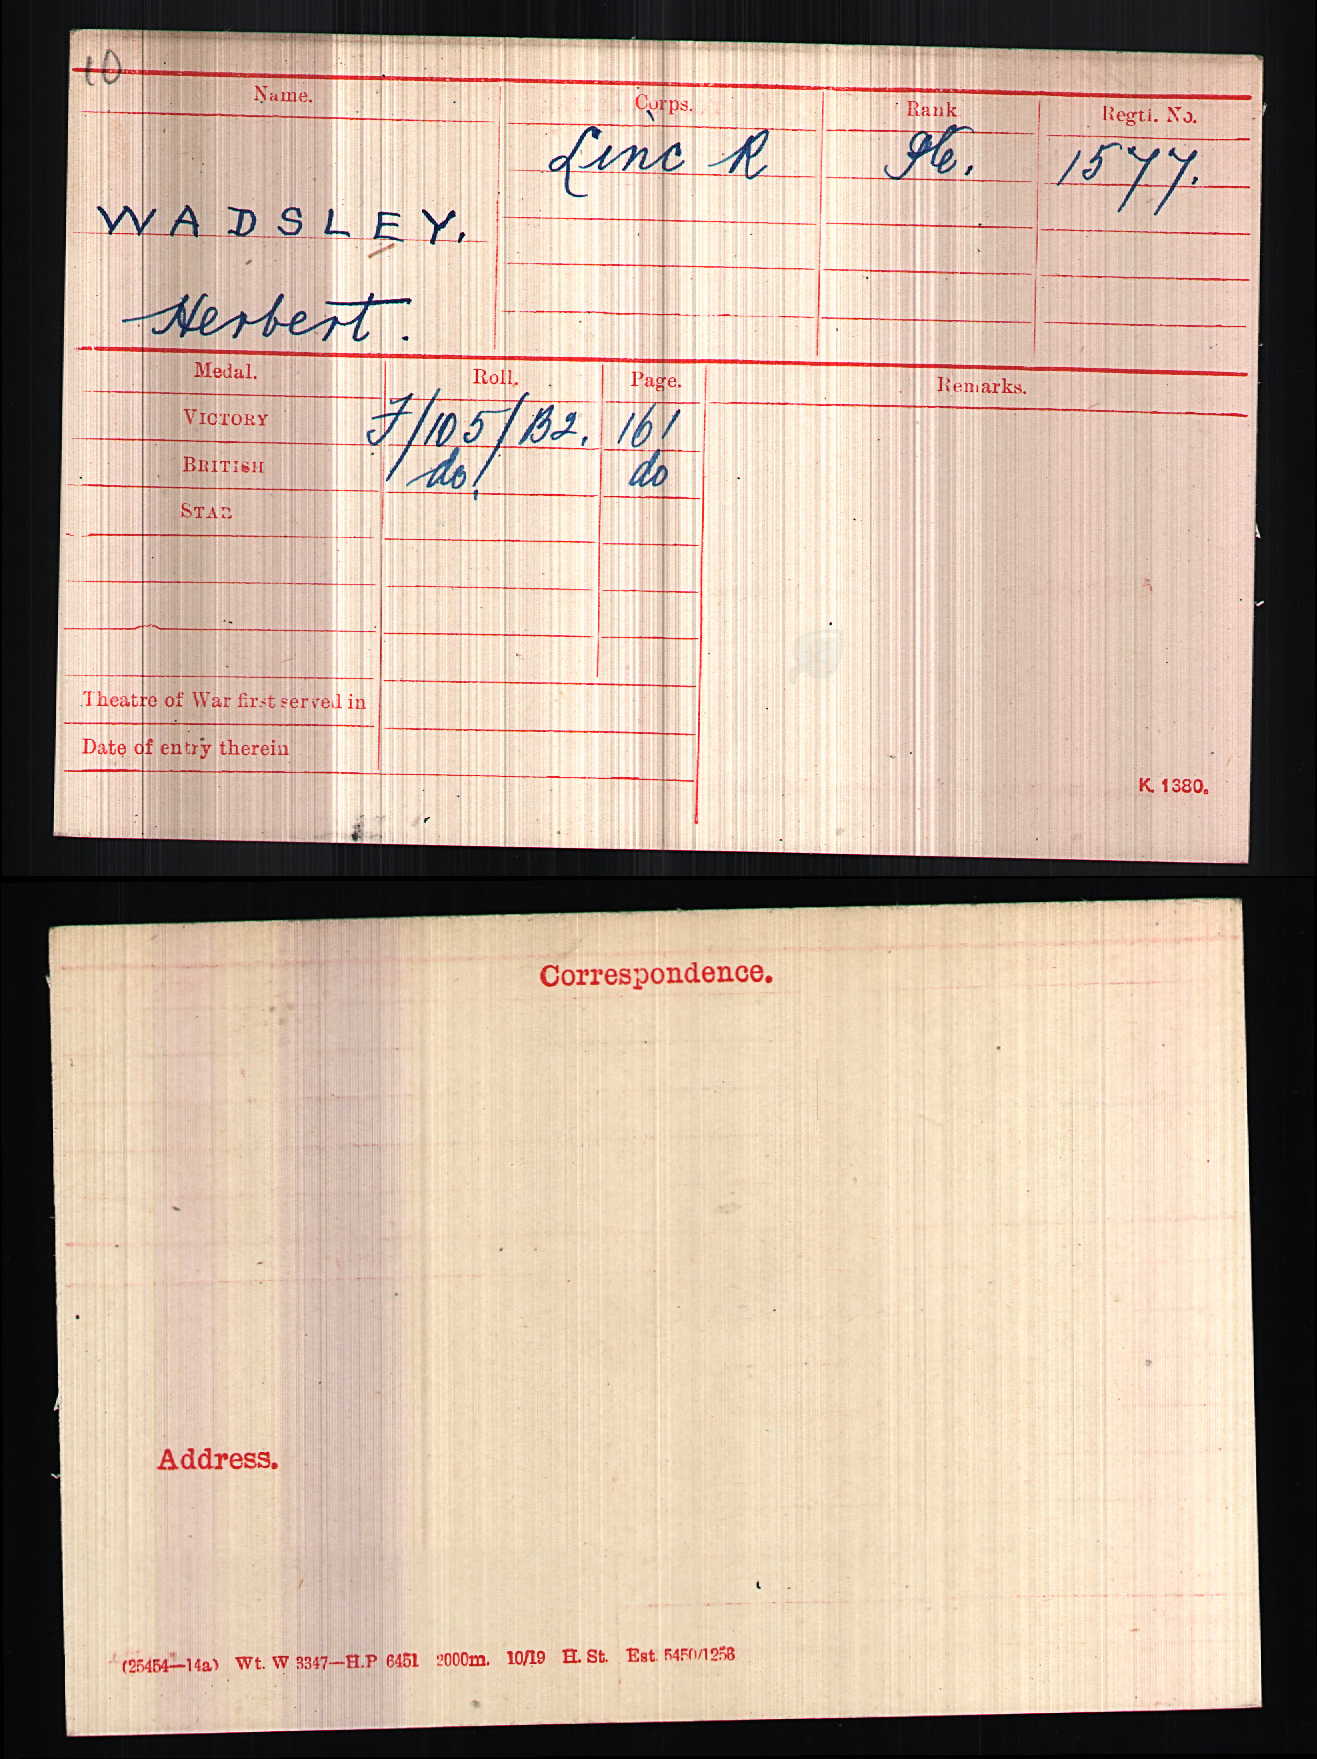 10
Name. Corps. Rank Regtl. No.
Linc R Pte. 1577.
WADSLEY.
Herbert.
Medal. Roll. Page. Remarks.
VICTORY J/105/B2. 161
BRITISH do do
STAR
Theatre of War first served in
Date of entry therein
K. 1380.
Correspondence.
Address.
(25454—14a) Wt. W 3347—H.P 6451 2000m. 10/19 H. St. Est. 5450/1256